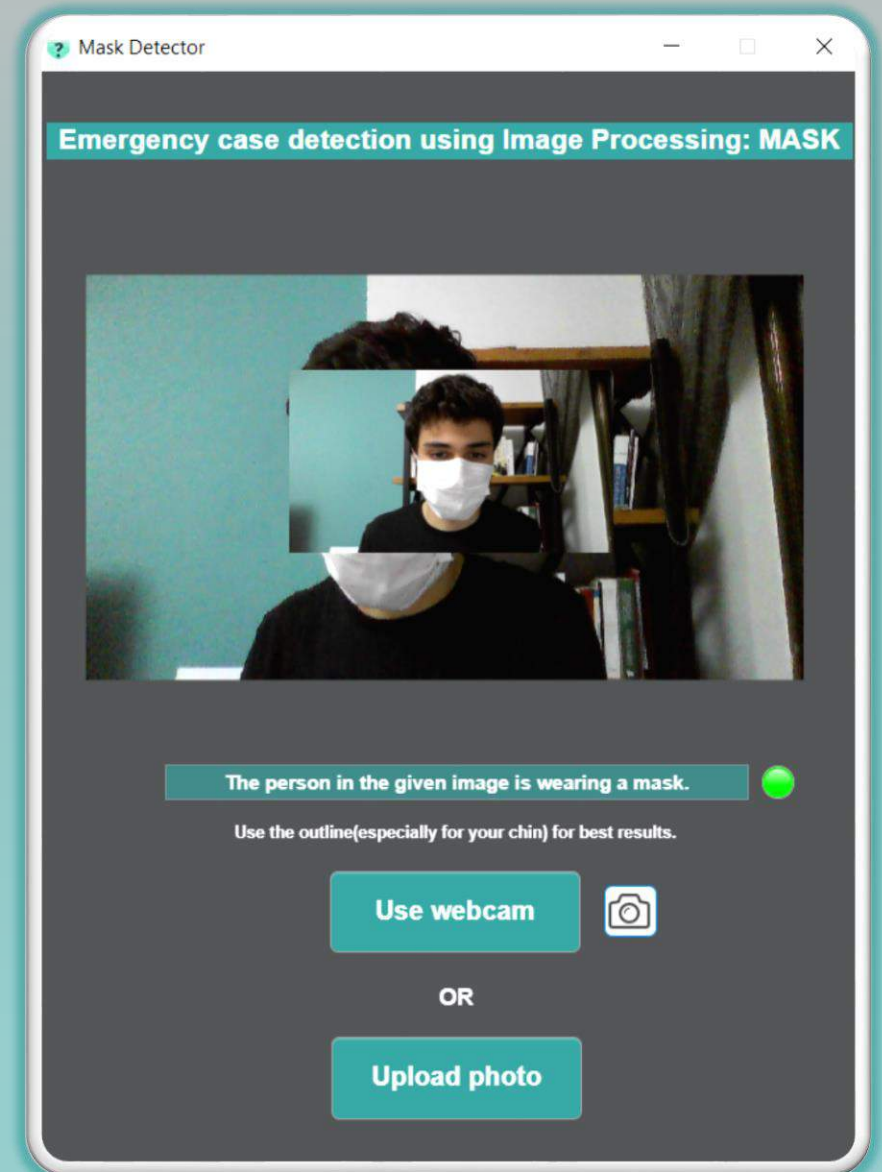 Mask Detector
Emergency case detection using Image Processing: MASK
The person in the given image is wearing a mask.
Use the outline(especially for your chin) for best results.
Use webcam
OR
Upload photo